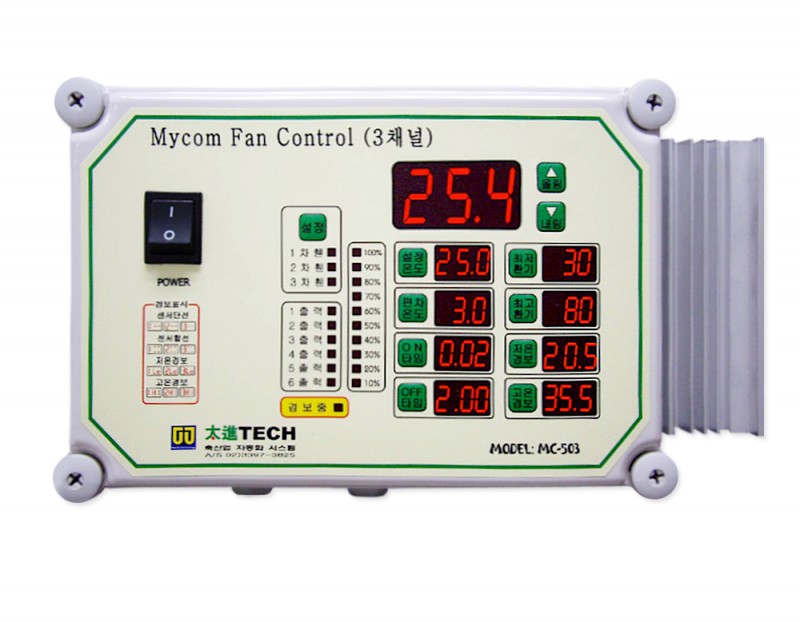 Mycom Fan Control (3채널)
25.4
올림
내림
I
O
POWER
설정
1 차 휀
2 차 휀
3 차 휀
1 출 력
2 출 력
3 출 력
4 출 력
5 출 력
6 출 력
100%
90%
80%
70%
60%
50%
40%
30%
20%
10%
경 보 중
설정
온도
25.0
최저
환기
30
편차
온도
3.0
최고
환기
80
ON
타임
0.02
저온
경보
20.5
OFF
타임
2.00
고온
경보
35.5
경보표시
센서단선
센서합선
저온경보
고온경보
太進TECH
축산업 자동화 시스템
A/S 02)3397-3825
MODEL: MC-503